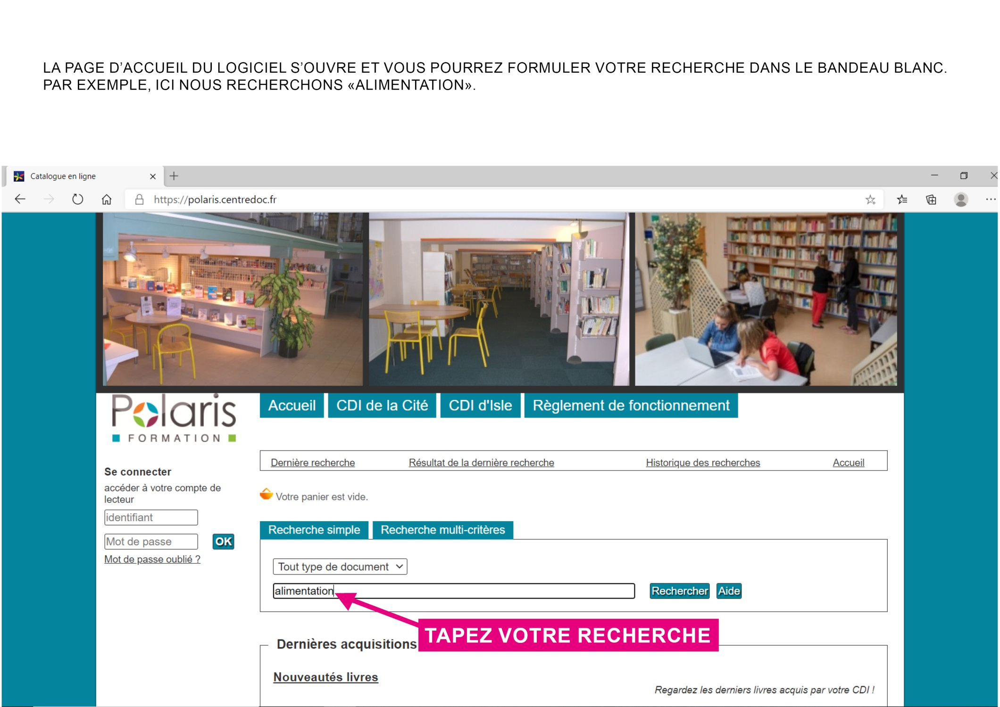 LA PAGE D’ACCUEIL DU LOGICIEL S’OUVRE ET VOUS POURREZ FORMULER VOTRE RECHERCHE DANS LE BANDEAU BLANC.
PAR EXEMPLE, ICI NOUS RECHERCHONS «ALIMENTATION».
Catalogue en ligne
https://polaris.centredoc.fr
Polaris
FORMATION
Accueil CDI de la Cité CDI d'Isle Règlement de fonctionnement
Dernière recherche Résultat de la dernière recherche Historique des recherches Accueil
Se connecter
accéder à votre compte de
lecteur
identifiant
Mot de passe OK
Mot de passe oublié ?
Votre panier est vide.
Recherche simple Recherche multi-critères
Tout type de document
alimentation Rechercher Aide
TAPEZ VOTRE RECHERCHE
Dernières acquisitions
Nouveautés livres
Regardez les derniers livres acquis par votre CDI !